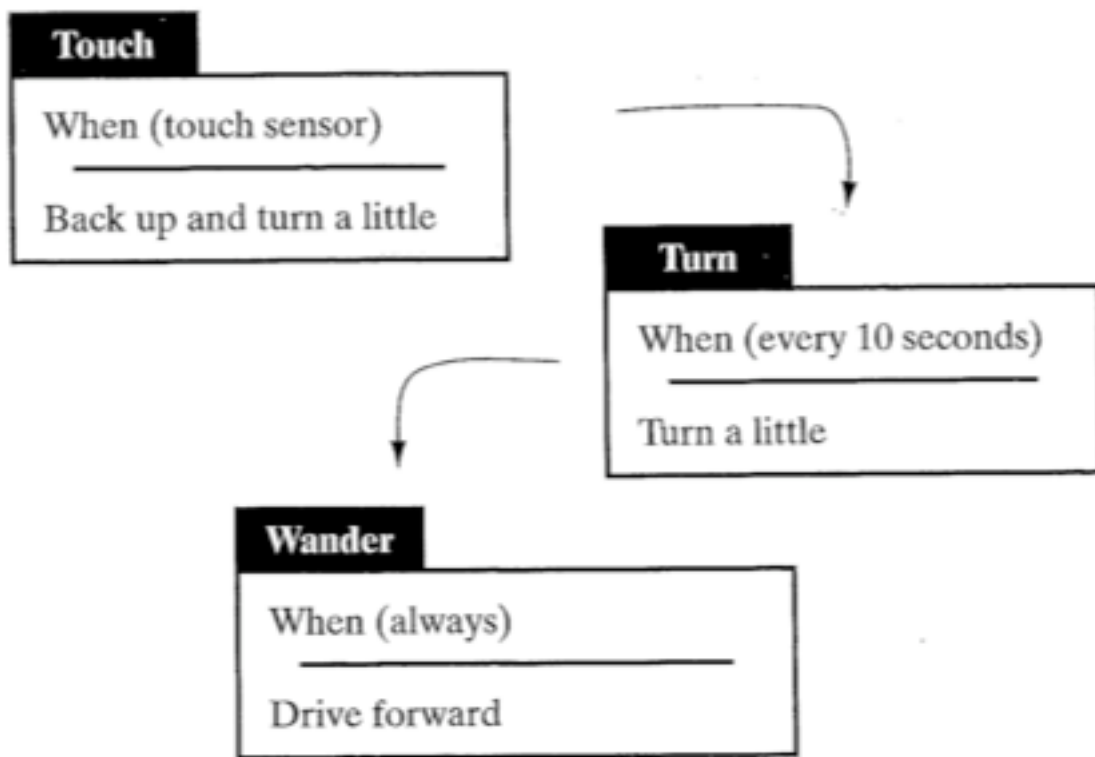 Touch
When (touch sensor)
Back up and turn a little
Turn
When (every 10 seconds)
Turn a little
Wander
When (always)
Drive forward